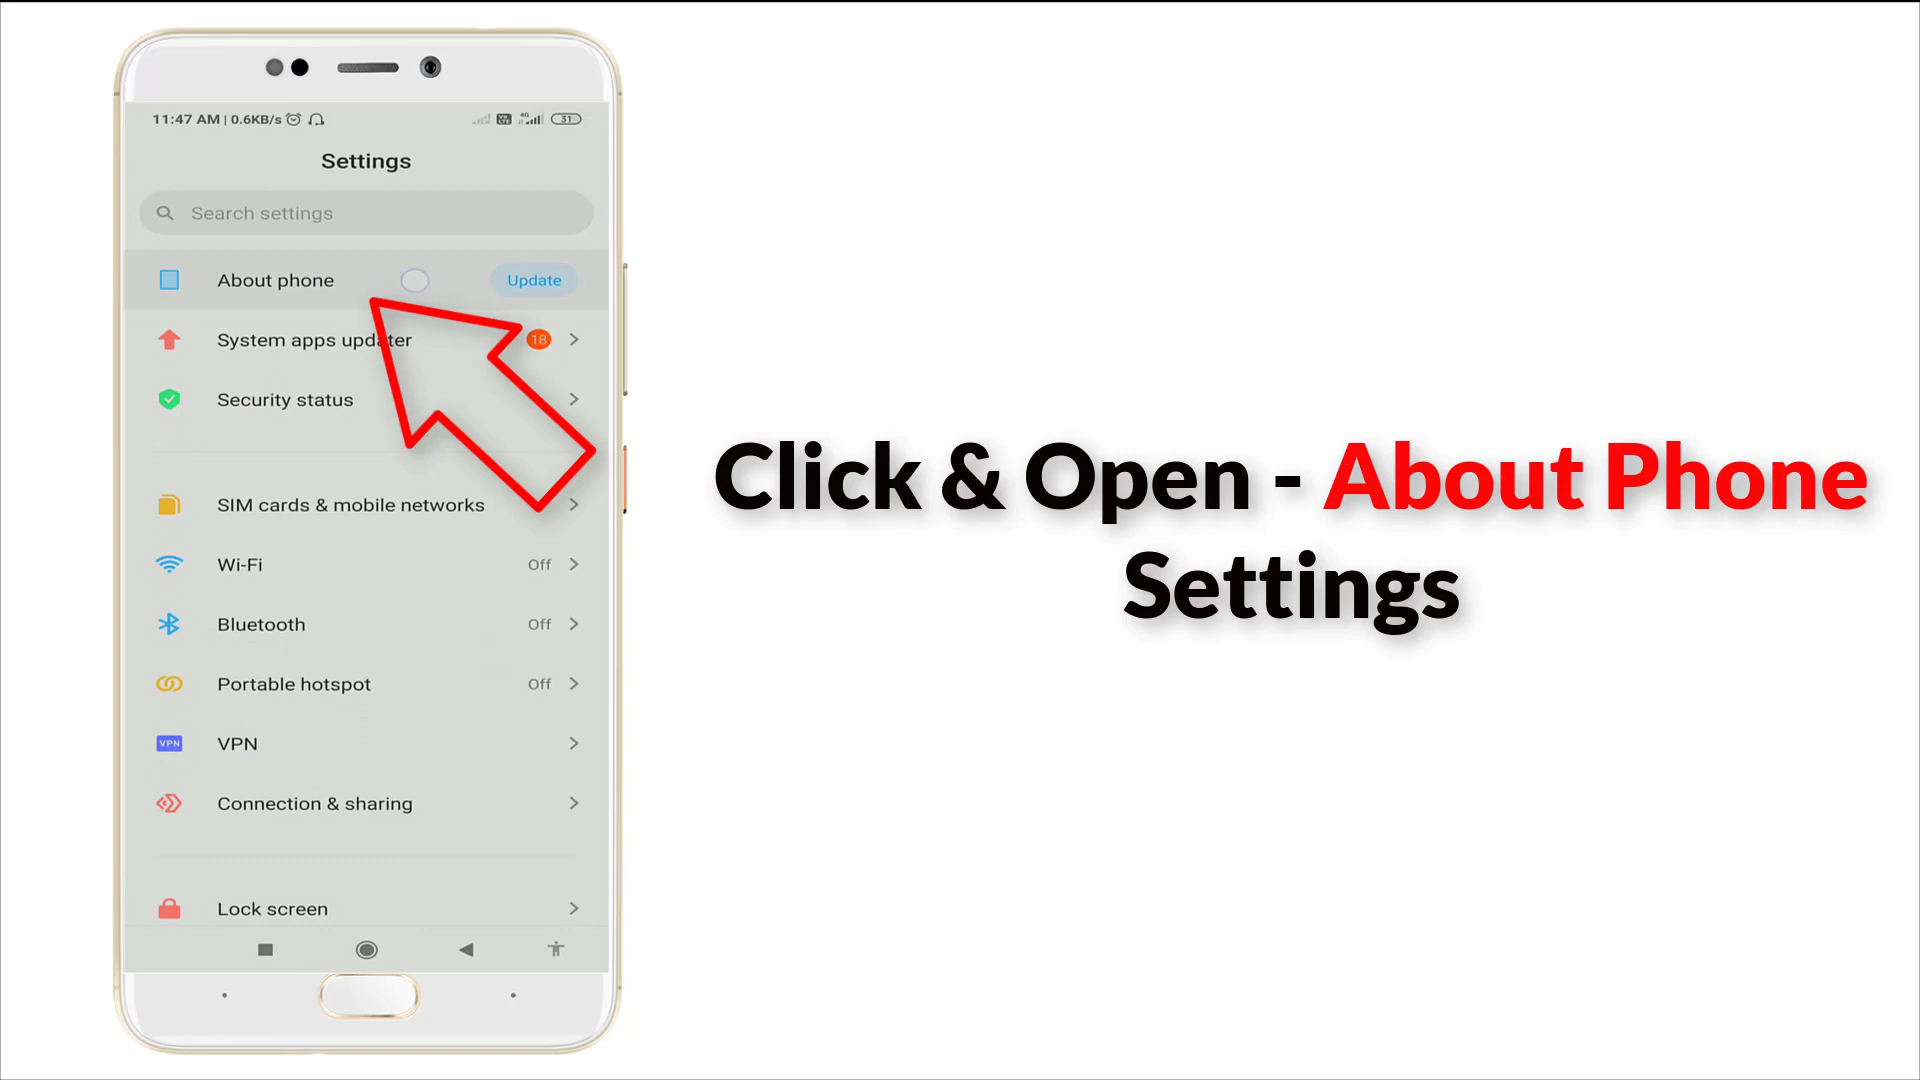 11:47 AM | 0.6KB/s
4G
31
Settings
Search settings
About phone
Update
System apps updater
18
Security status
SIM cards & mobile networks
Wi-Fi
Off
Bluetooth
Off
Portable hotspot
Off
VPN
VPN
Connection & sharing
Lock screen
Click & Open - About Phone
Settings